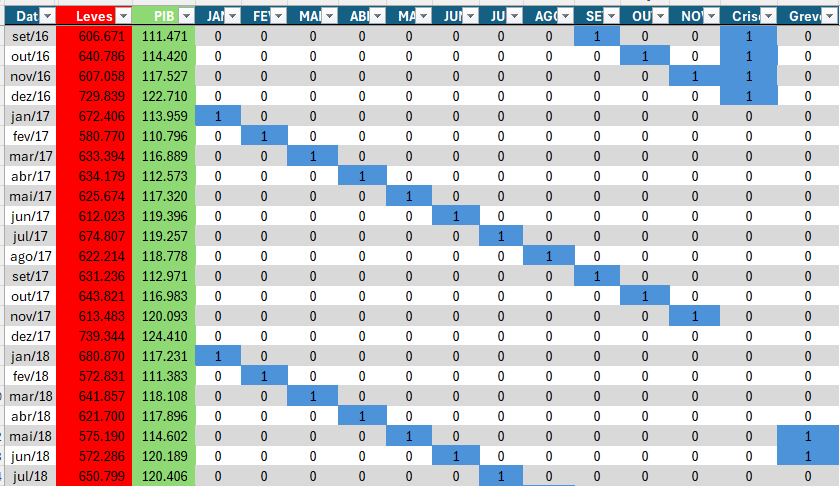 Dat Leves PIB JAN FEV MAI ABI MA JUN JU AGO SE OU NO Cris Greve
set/16 606.671 111.471 0 0 0 0 0 0 0 0 1 0 0 1 0
out/16 640.786 114.420 0 0 0 0 0 0 0 0 0 1 0 1 0
nov/16 607.058 117.527 0 0 0 0 0 0 0 0 0 0 1 1 0
dez/16 729.839 122.710 0 0 0 0 0 0 0 0 0 0 0 1 0
jan/17 672.406 113.959 1 0 0 0 0 0 0 0 0 0 0 0 0
fev/17 580.770 110.796 0 1 0 0 0 0 0 0 0 0 0 0 0
mar/17 633.394 116.889 0 0 1 0 0 0 0 0 0 0 0 0 0
abr/17 634.179 112.573 0 0 0 1 0 0 0 0 0 0 0 0 0
mai/17 625.674 117.320 0 0 0 0 1 0 0 0 0 0 0 0 0
jun/17 612.023 119.396 0 0 0 0 0 1 0 0 0 0 0 0 0
jul/17 674.807 119.257 0 0 0 0 0 0 1 0 0 0 0 0 0
ago/17 622.214 118.778 0 0 0 0 0 0 0 1 0 0 0 0 0
set/17 631.236 112.971 0 0 0 0 0 0 0 0 1 0 0 0 0
out/17 643.821 116.983 0 0 0 0 0 0 0 0 0 1 0 0 0
nov/17 613.483 120.093 0 0 0 0 0 0 0 0 0 0 1 0 0
dez/17 739.344 124.410 0 0 0 0 0 0 0 0 0 0 0 0 0
jan/18 680.870 117.231 1 0 0 0 0 0 0 0 0 0 0 0 0
fev/18 572.831 111.383 0 1 0 0 0 0 0 0 0 0 0 0 0
mar/18 641.857 118.108 0 0 1 0 0 0 0 0 0 0 0 0 0
abr/18 621.700 117.896 0 0 0 1 0 0 0 0 0 0 0 0 0
mai/18 575.190 114.602 0 0 0 0 1 0 0 0 0 0 0 0 1
jun/18 572.286 120.189 0 0 0 0 0 1 0 0 0 0 0 0 1
jul/18 650.799 120.406 0 0 0 0 0 0 1 0 0 0 0 0 0